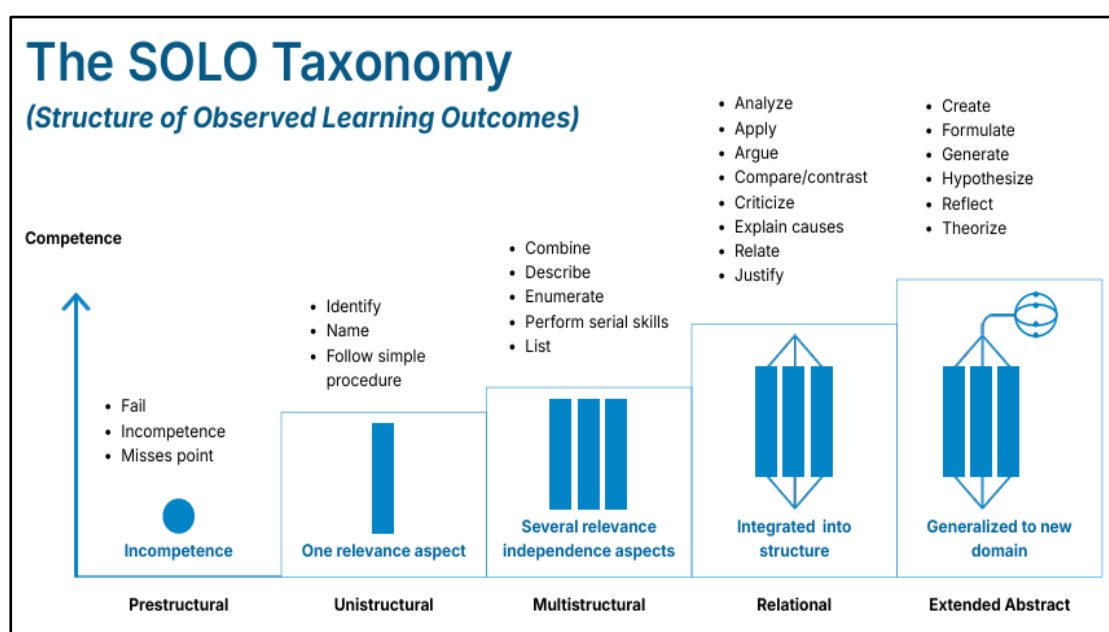 The SOLO Taxonomy
(Structure of Observed Learning Outcomes)
Competence
• Fail
• Incompetence
• Misses point
Incompetence
Prestructural
• Identify
• Name
• Follow simple
procedure
One relevance aspect
Unistructural
• Combine
• Describe
• Enumerate
• Perform serial skills
• List
Several relevance
independence aspects
Multistructural
• Analyze
• Apply
• Argue
• Compare/contrast
• Criticize
• Explain causes
• Relate
• Justify
Integrated into
structure
Relational
• Create
• Formulate
• Generate
• Hypothesize
• Reflect
• Theorize
Generalized to new
domain
Extended Abstract